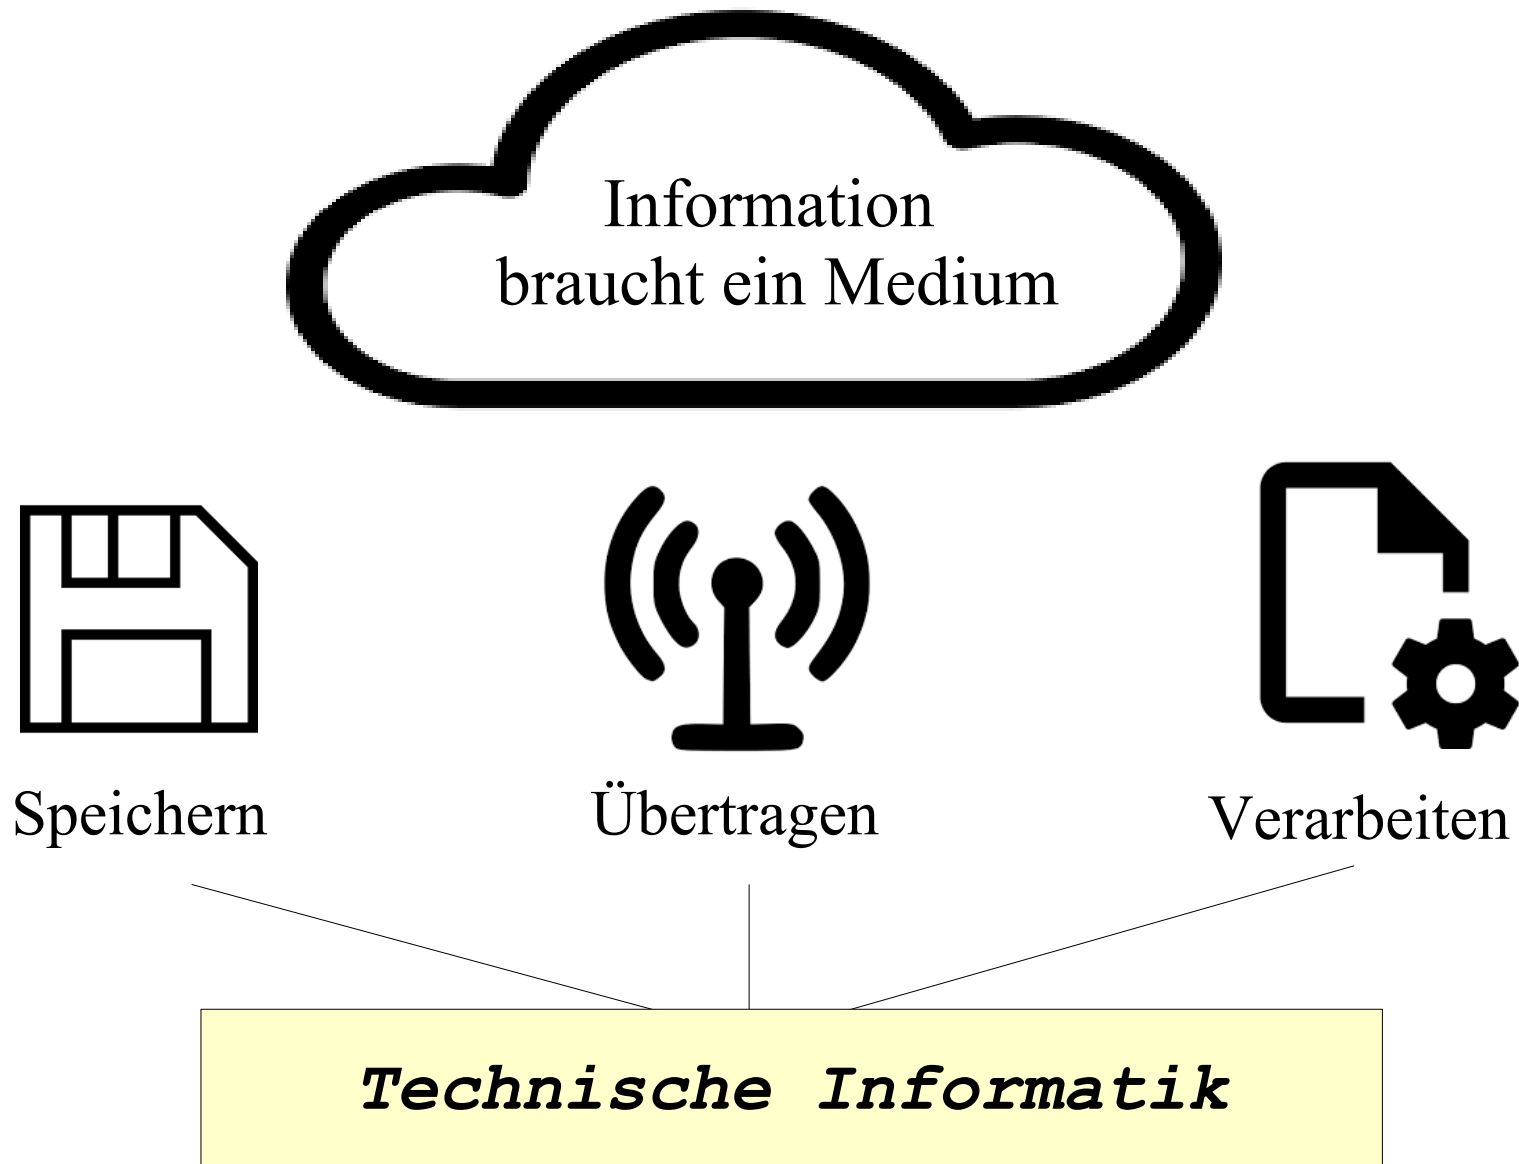 Information
braucht ein Medium
Speichern
Übertragen
Verarbeiten
Technische Informatik